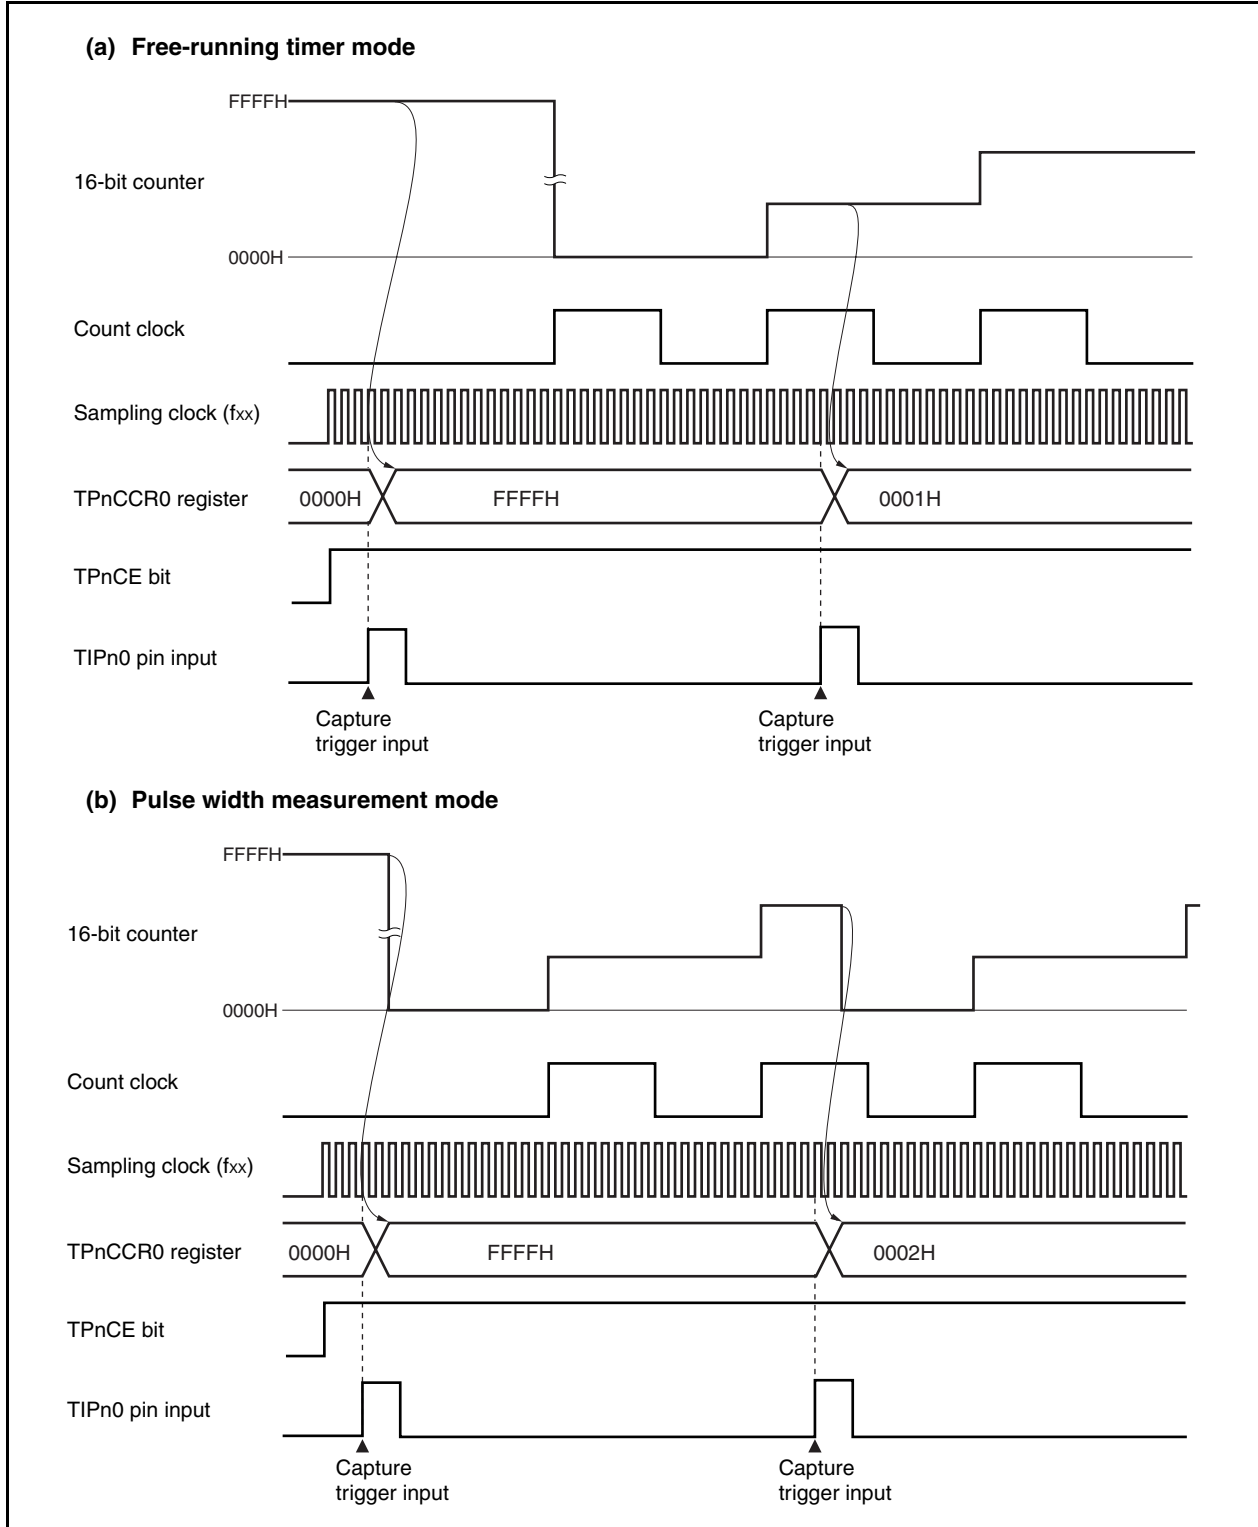 (a) Free-running timer mode
FFFFH
16-bit counter
0000H
Count clock
Sampling clock (fxx)
TPnCCR0 register
0000H
FFFFH
0001H
TPnCE bit
TIPn0 pin input
Capture
trigger input
Capture
trigger input
(b) Pulse width measurement mode
FFFFH
16-bit counter
0000H
Count clock
Sampling clock (fxx)
TPnCCR0 register
0000H
FFFFH
0002H
TPnCE bit
TIPn0 pin input
Capture
trigger input
Capture
trigger input